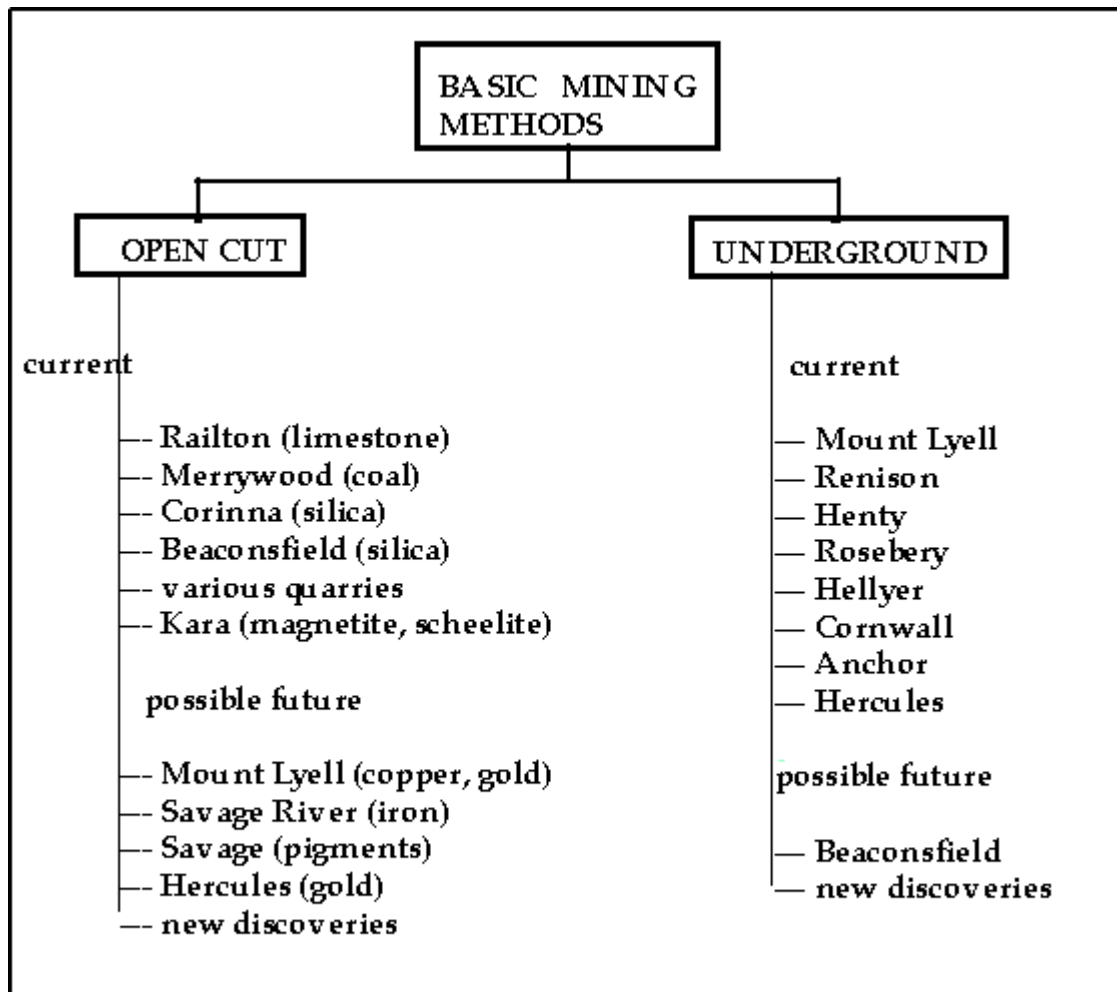 BASIC MINING
METHODS
OPEN CUT
current
—- Railton (limestone)
—- Merrywood (coal)
—- Corinna (silica)
—- Beaconsfield (silica)
—- various quarries
—- Kara (magnetite, scheelite)
possible future
—- Mount Lyell (copper, gold)
—- Savage River (iron)
—- Savage (pigments)
—- Hercules (gold)
—- new discoveries
UNDERGROUND
current
— Mount Lyell
— Renison
— Henty
— Rosebery
— Hellyer
— Cornwall
— Anchor
— Hercules
possible future
— Beaconsfield
— new discoveries